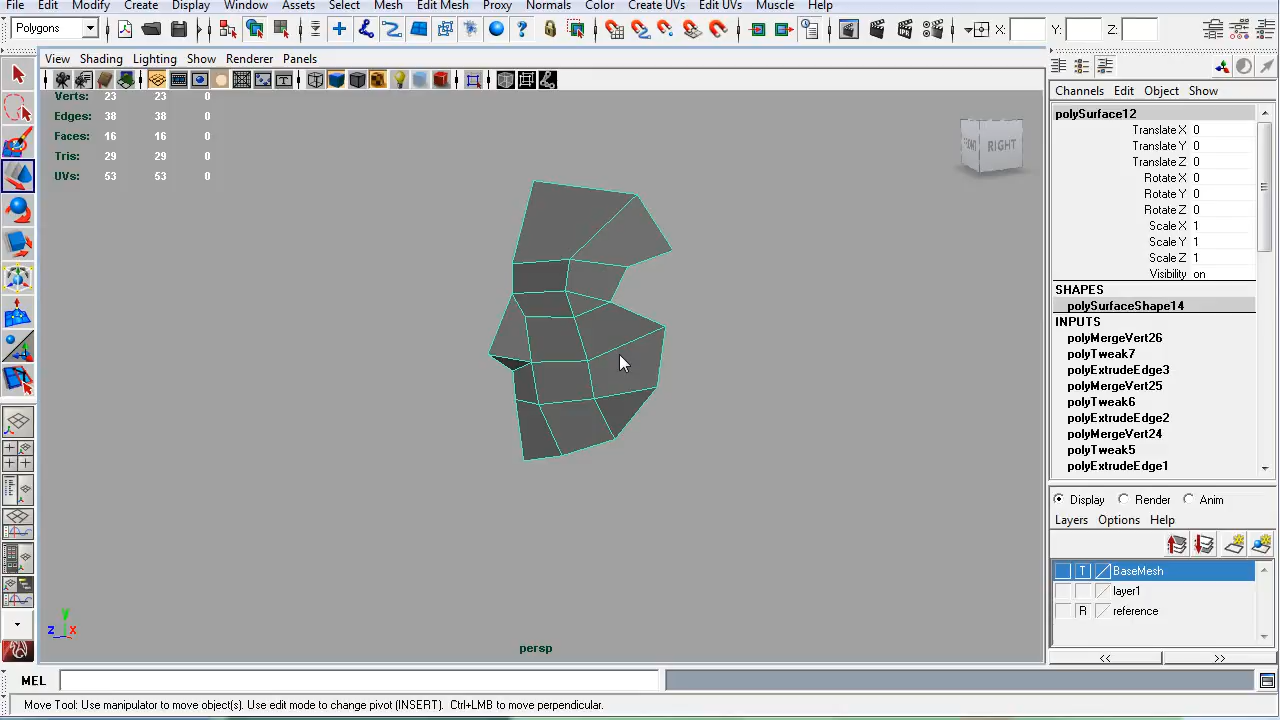 File Edit Modify Create Display Window Assets Select Mesh Edit Mesh Proxy Normals Color Create UVs Edit UVs Muscle Help
Polygons X: Y: Z:
View Shading Lighting Show Renderer Panels
Verts: 23 23 0
Edges: 38 38 0
Faces: 16 16 0
Tris: 29 29 0
UVs: 53 53 0
FRONT RIGHT
Channels Edit Object Show
polySurface12
Translate X 0
Translate Y 0
Translate Z 0
Rotate X 0
Rotate Y 0
Rotate Z 0
Scale X 1
Scale Y 1
Scale Z 1
Visibility on
SHAPES
polySurfaceShape14
INPUTS
polyMergeVert26
polyTweak7
polyExtrudeEdge3
polyMergeVert25
polyTweak6
polyExtrudeEdge2
polyMergeVert24
polyTweak5
polyExtrudeEdge1
Display Render Anim
Layers Options Help
T BaseMesh
layer1
R reference
<< >>
y
z x
persp
MEL
Move Tool: Use manipulator to move object(s). Use edit mode to change pivot (INSERT). Ctrl+LMB to move perpendicular.